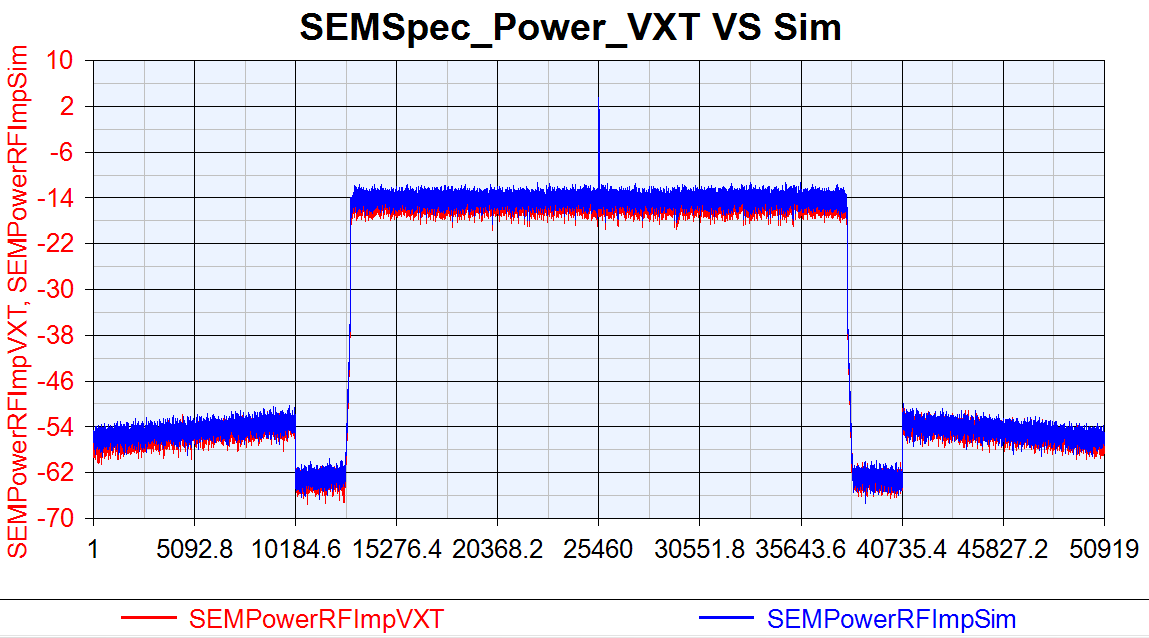 SEMSpec_Power_VXT VS Sim
SEMPowerRFImpVXT, SEMPowerRFImpSim
10
2
-6
-14
-22
-30
-38
-46
-54
-62
-70
1 5092.8 10184.6 15276.4 20368.2 25460 30551.8 35643.6 40735.4 45827.2 50919
SEMPowerRFImpVXT SEMPowerRFImpSim